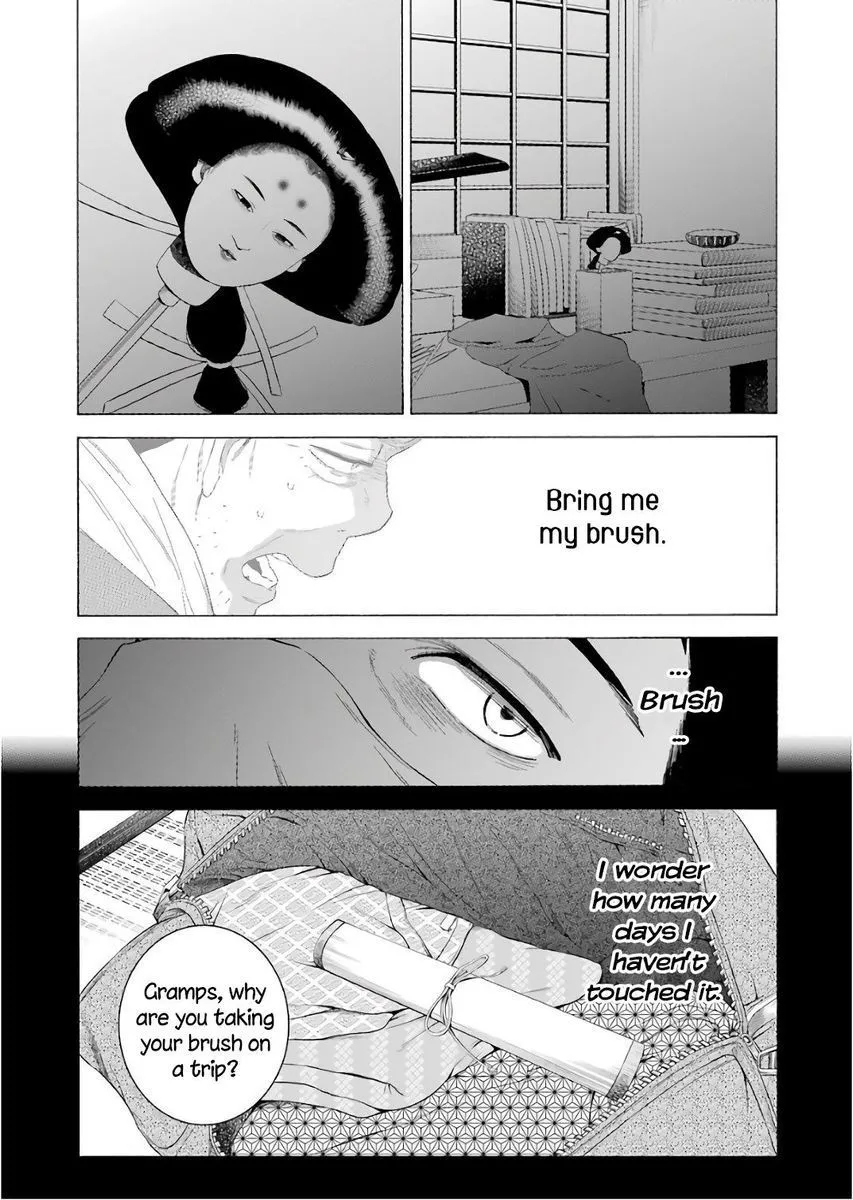 Bring me
my brush.
...
Brush
...
I wonder
how many
days I
haven't
touched it.
Gramps, why
are you taking
your brush on
a trip?